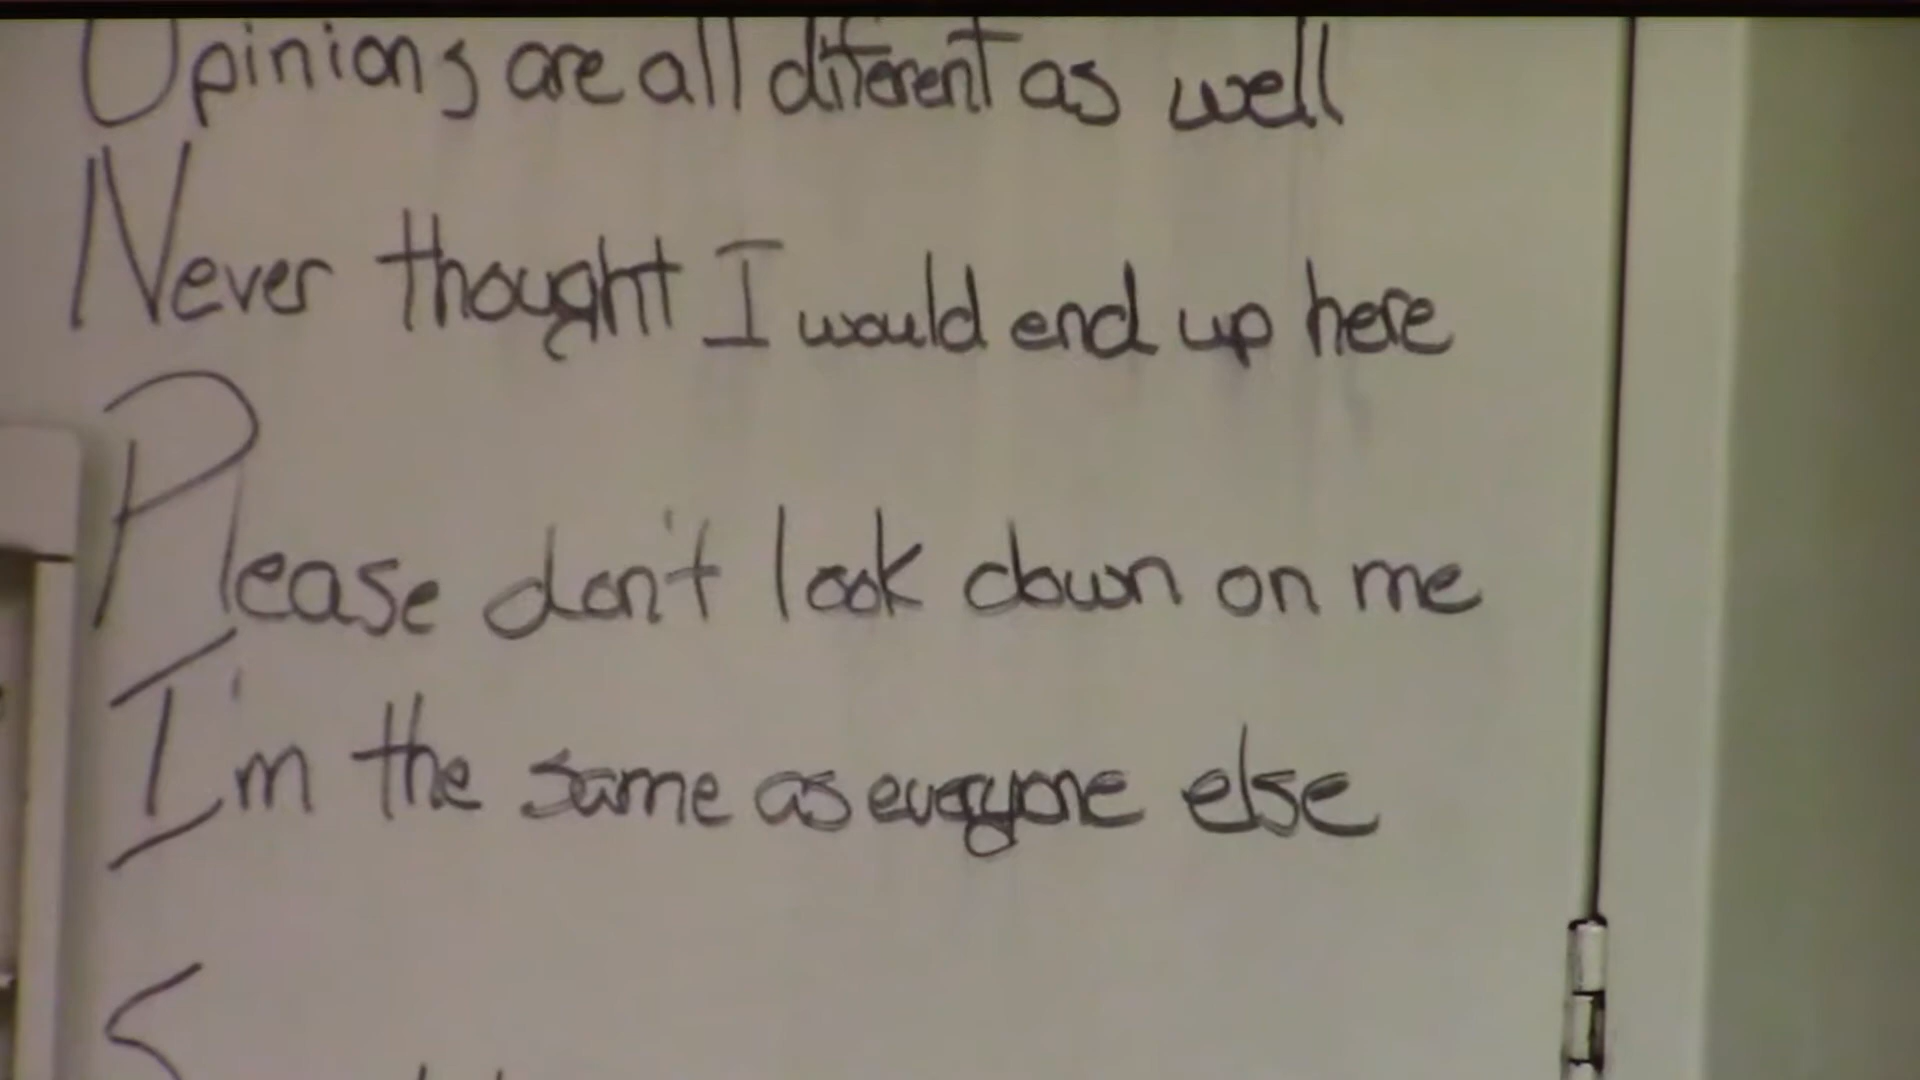 Opinions are all diferent as well
Never thought I would end up here
Please don't look down on me
I'm the same as everyone else